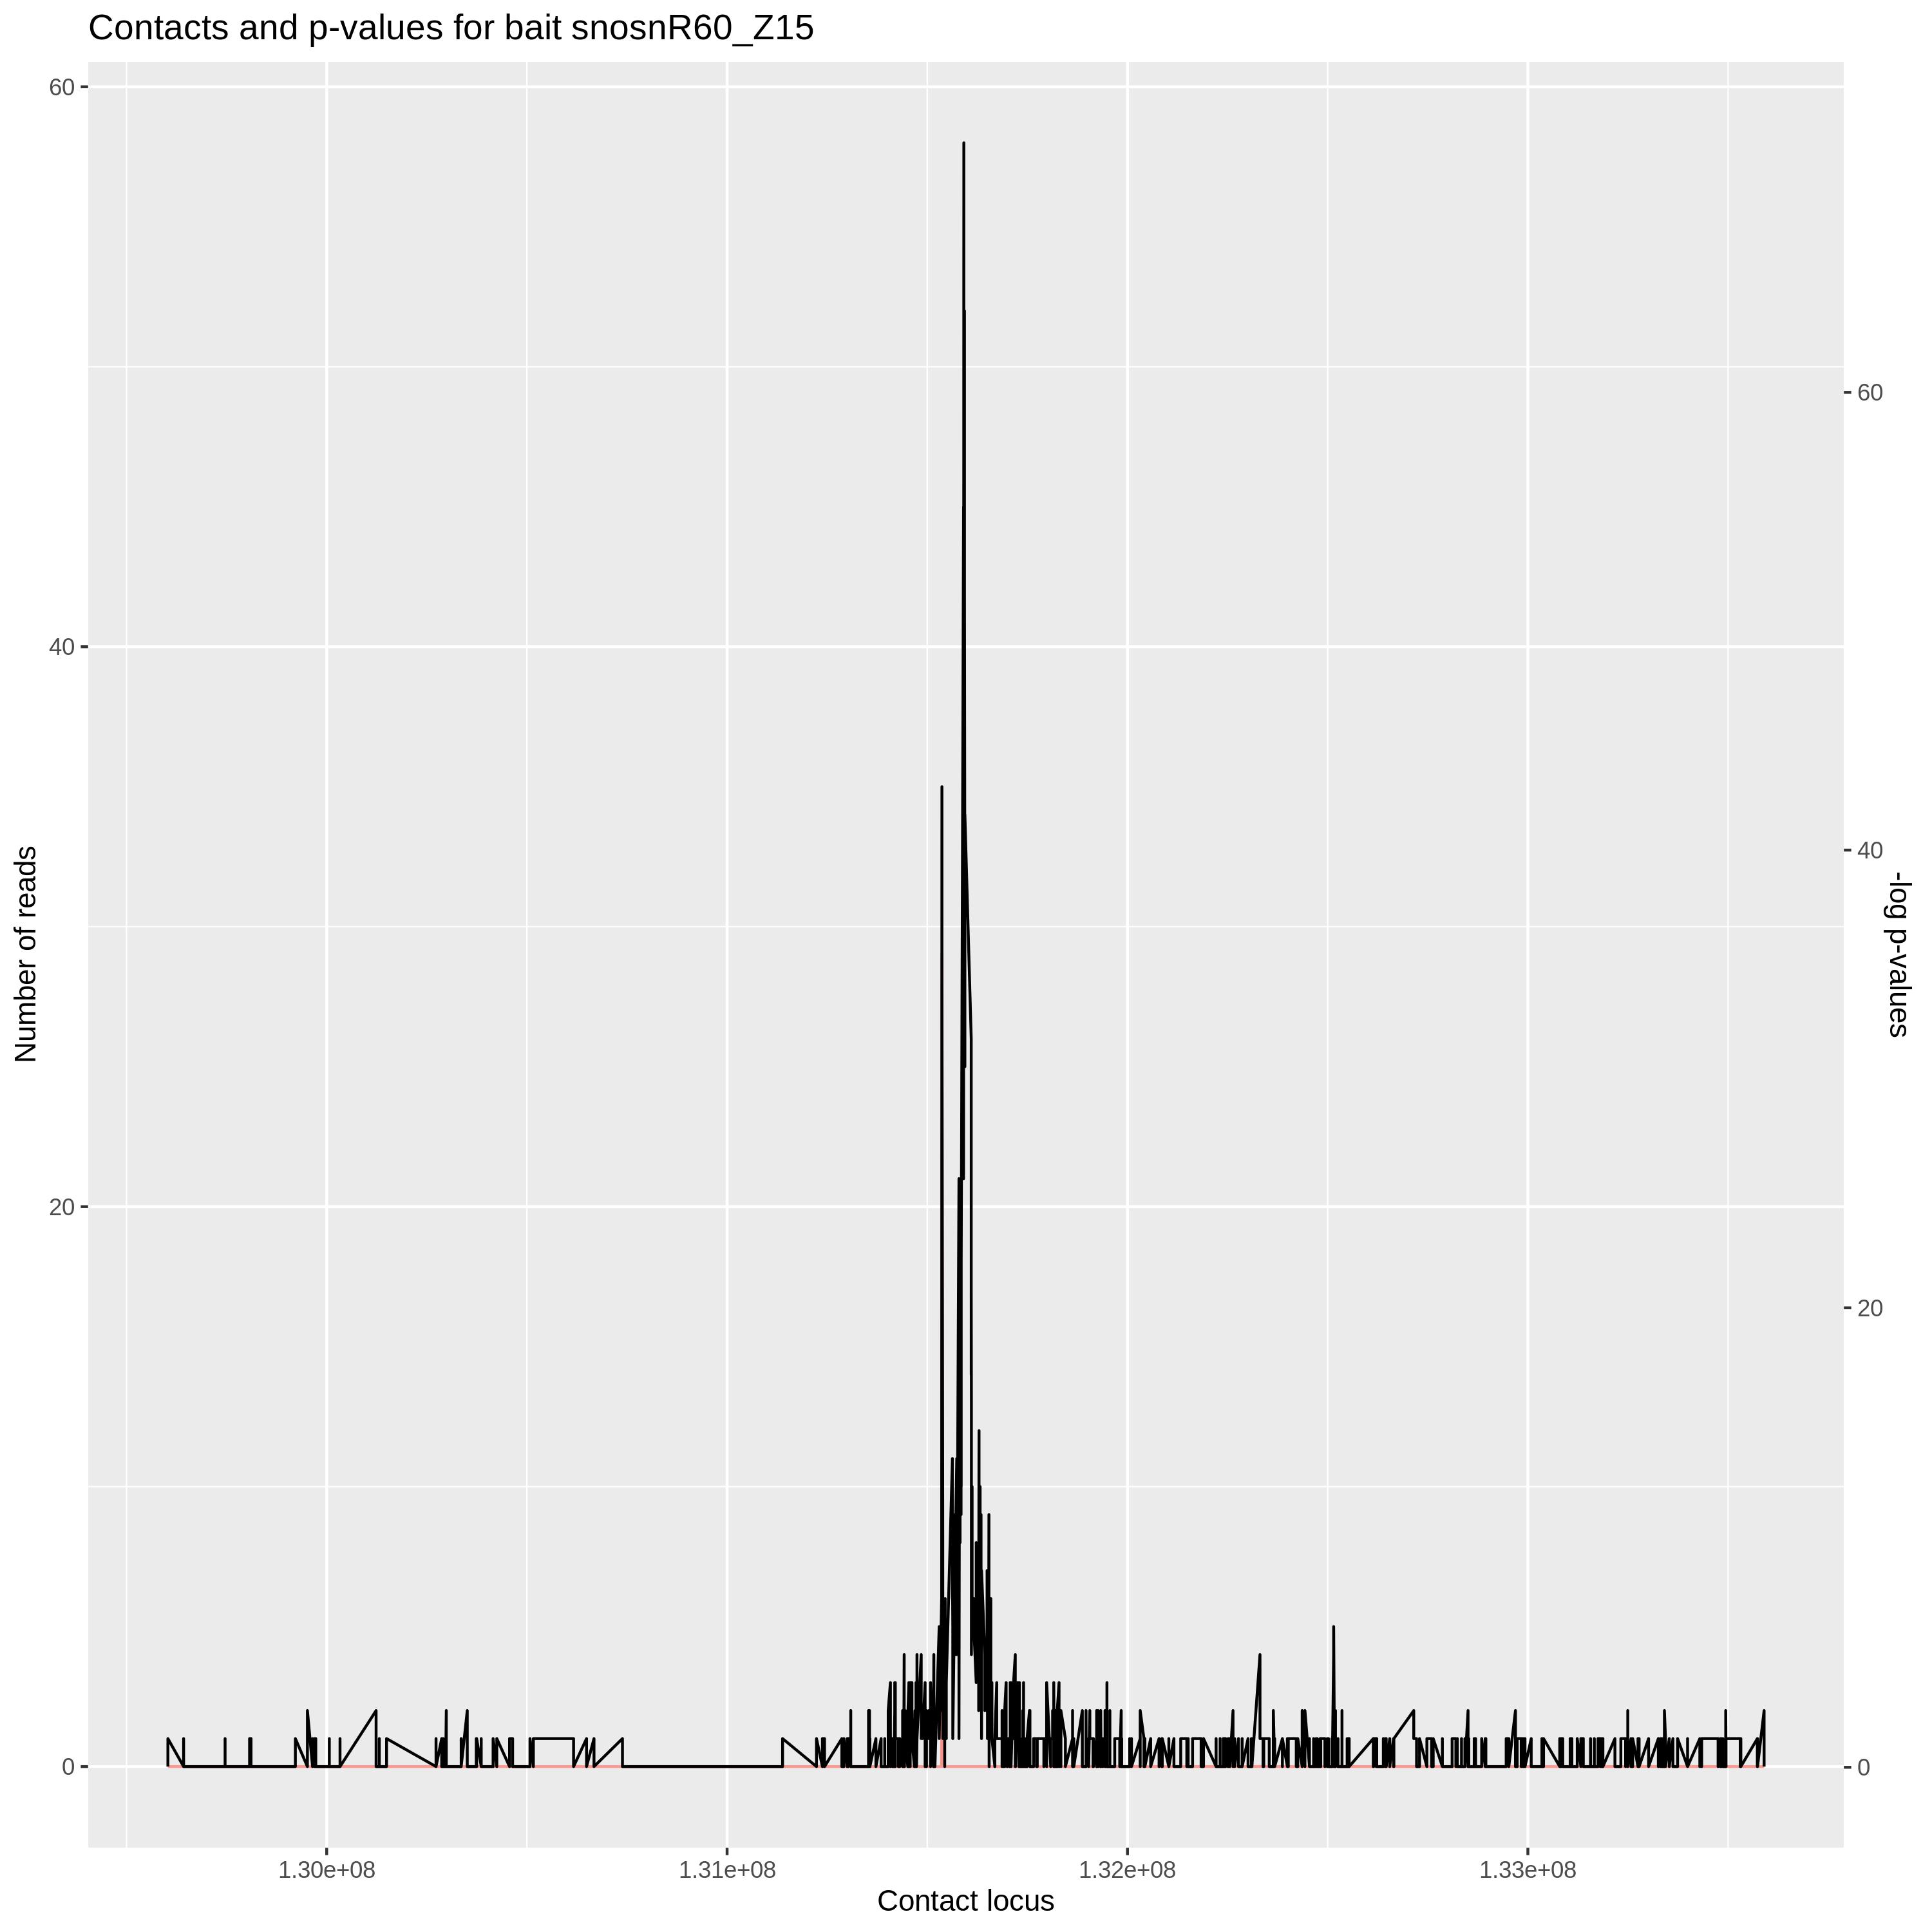 Contacts and p-values for bait snosnR60_Z15
60
40
20
0
Number of reads
60
40
20
0
-log p-values
1.30e+08
1.31e+08
1.32e+08
1.33e+08
Contact locus